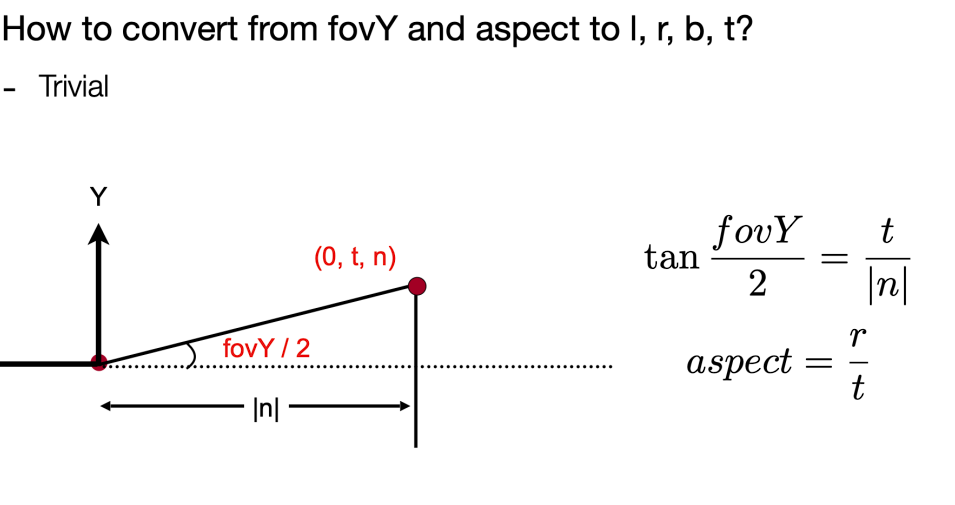 How to convert from fovY and aspect to l, r, b, t?
- Trivial
Y
(0, t, n)
fovY / 2
|n|
tan fovY/2 = t/|n|
aspect = r/t